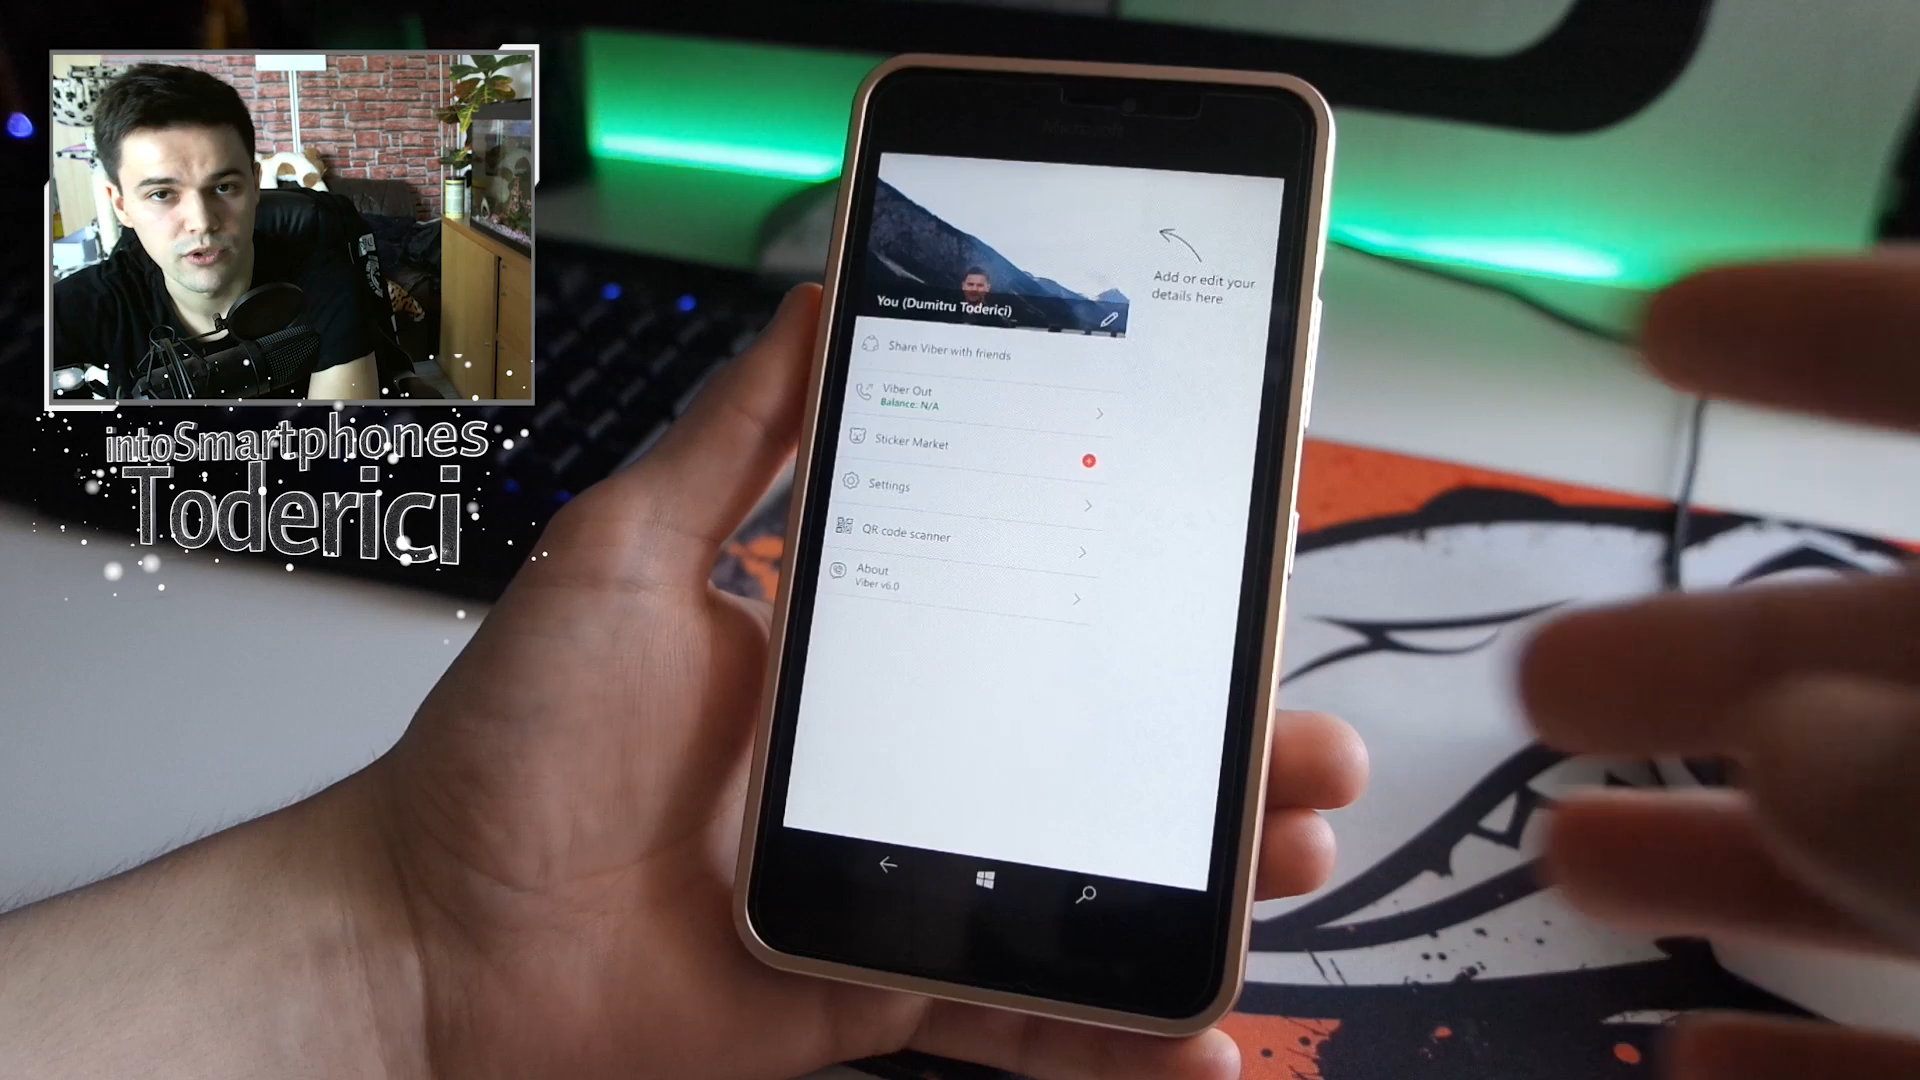 intoSmartphones
Toderici
Microsoft
Add or edit your
details here
You (Dumitru Toderici)
Share Viber with friends
Viber Out
Balance: N/A
Sticker Market
Settings
QR code scanner
About
Viber v6.0